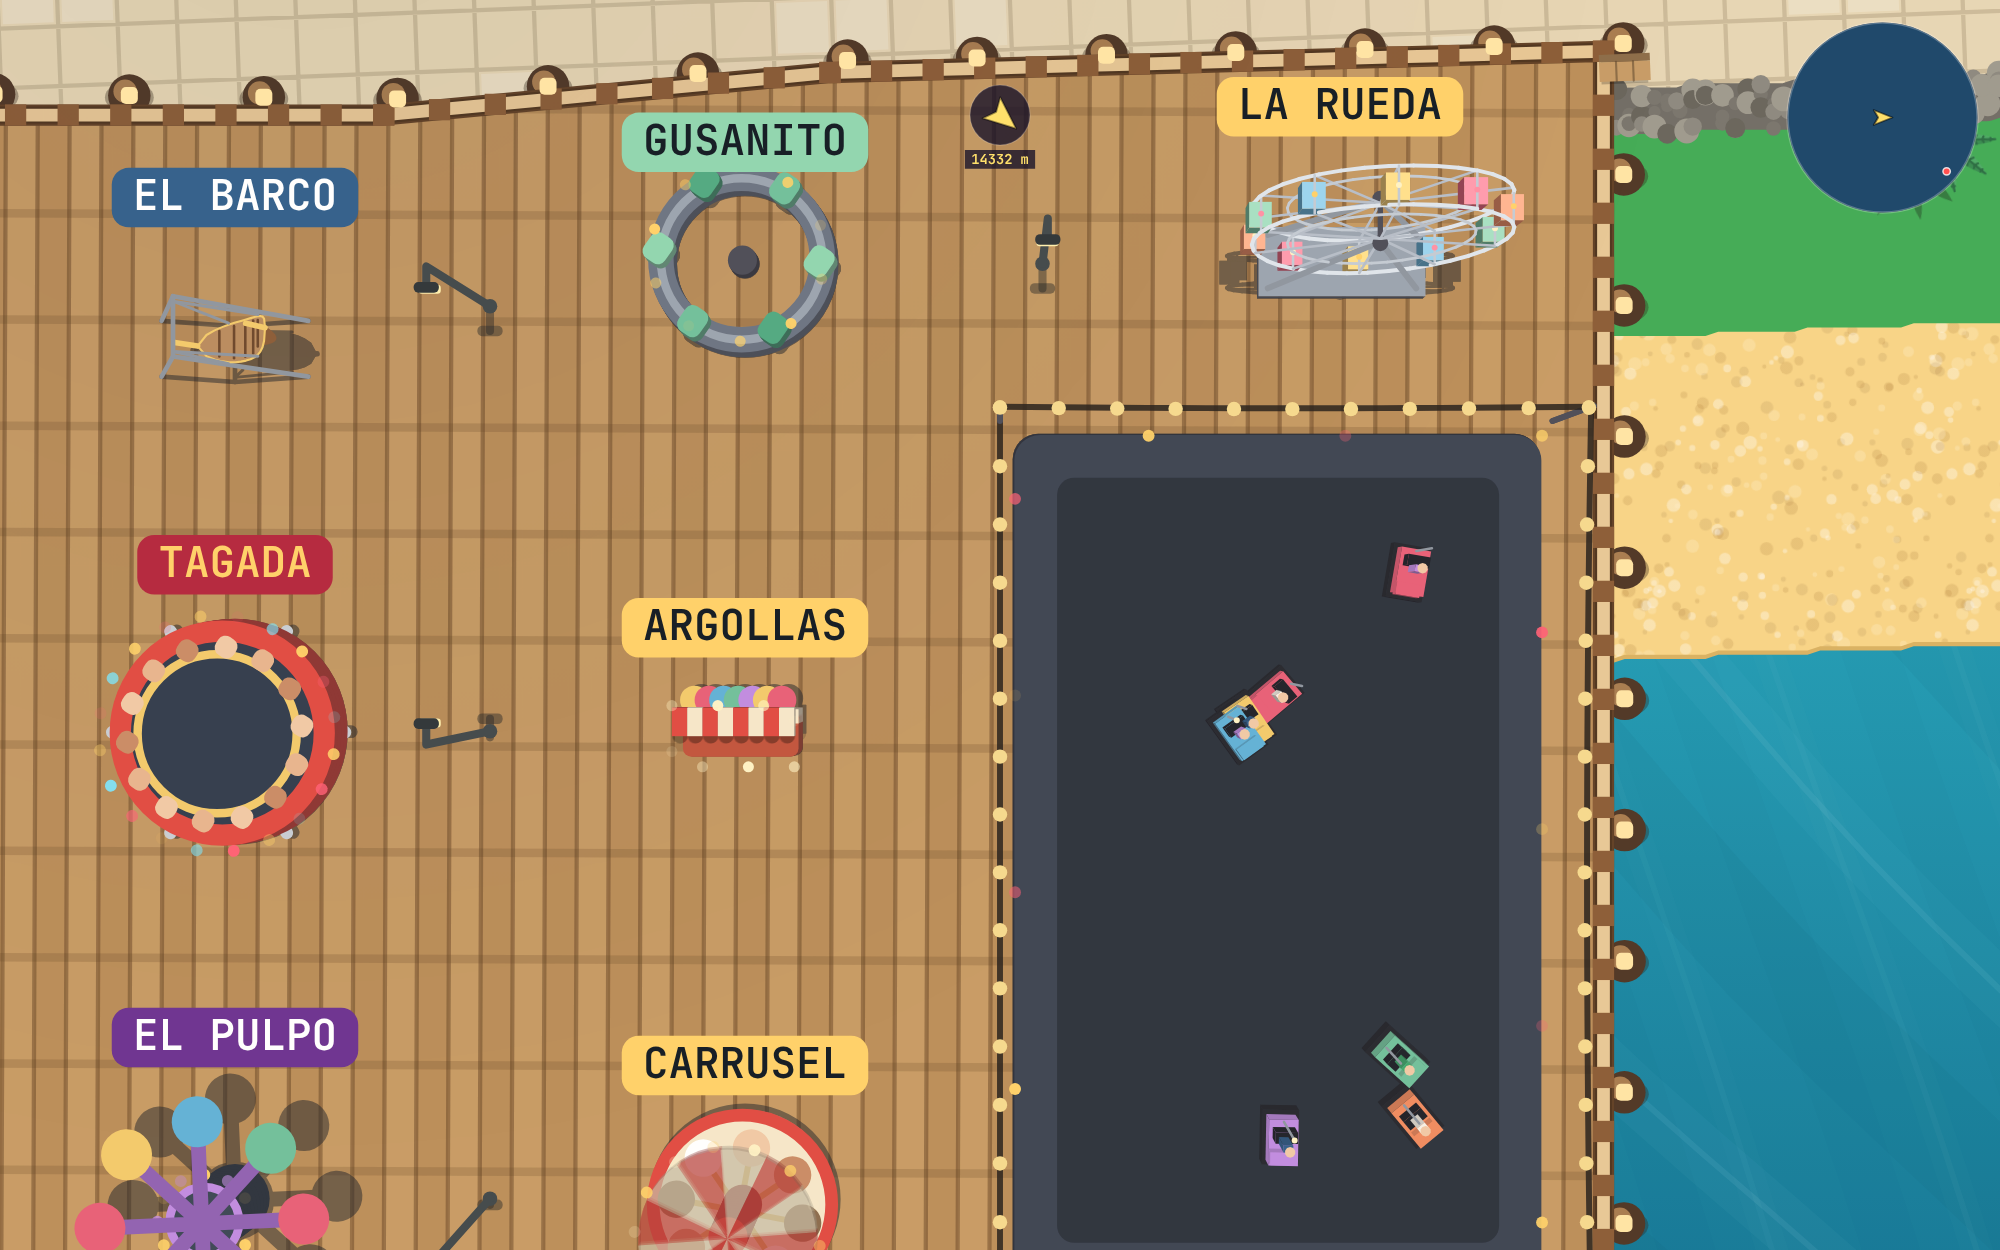 LA RUEDA
GUSANITO
14332 m
EL BARCO
TAGADA
ARGOLLAS
EL PULPO
CARRUSEL